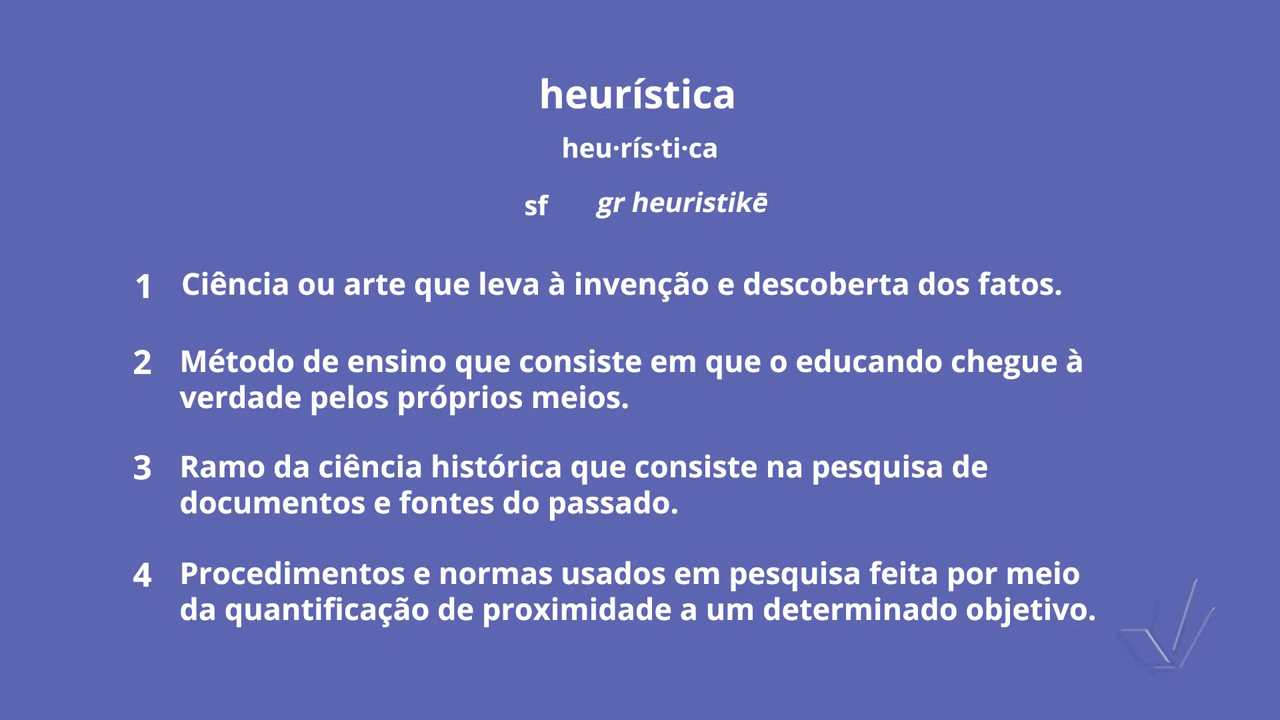 heurística
heu·rís·ti·ca
sf gr heuristikē
1 Ciência ou arte que leva à invenção e descoberta dos fatos.
2 Método de ensino que consiste em que o educando chegue à
verdade pelos próprios meios.
3 Ramo da ciência histórica que consiste na pesquisa de
documentos e fontes do passado.
4 Procedimentos e normas usados em pesquisa feita por meio
da quantificação de proximidade a um determinado objetivo.